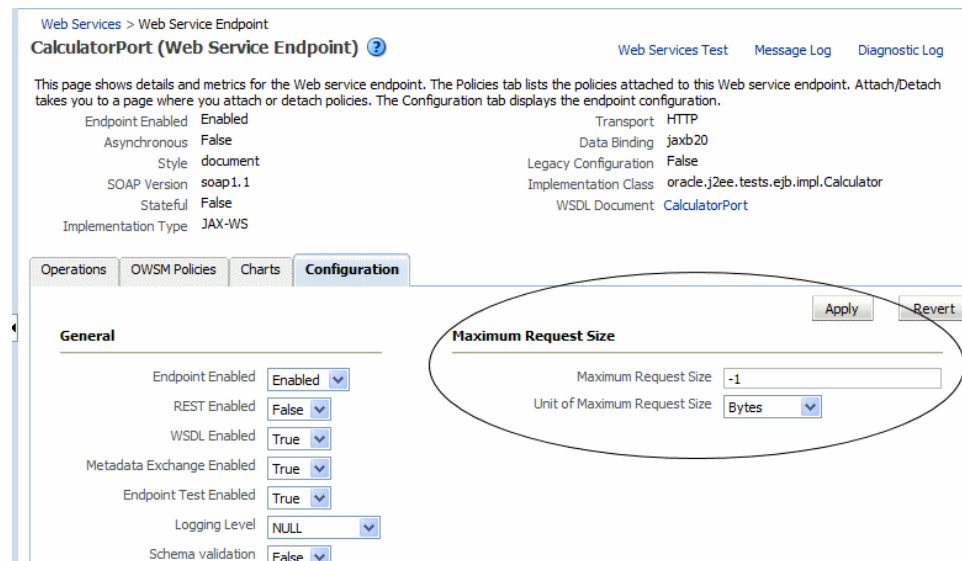 Web Services > Web Service Endpoint
CalculatorPort (Web Service Endpoint) ?
Web Services Test Message Log Diagnostic Log
This page shows details and metrics for the Web service endpoint. The Policies tab lists the policies attached to this Web service endpoint. Attach/Detach
takes you to a page where you attach or detach policies. The Configuration tab displays the endpoint configuration.
Endpoint Enabled Enabled
Asynchronous False
Style document
SOAP Version soap1.1
Stateful False
Implementation Type JAX-WS
Transport HTTP
Data Binding jaxb20
Legacy Configuration False
Implementation Class oracle.j2ee.tests.ejb.impl.Calculator
WSDL Document CalculatorPort
Operations OWSM Policies Charts Configuration
Apply Revert
General
Endpoint Enabled Enabled
REST Enabled False
WSDL Enabled True
Metadata Exchange Enabled True
Endpoint Test Enabled True
Logging Level NULL
Schema validation False
Maximum Request Size
Maximum Request Size -1
Unit of Maximum Request Size Bytes